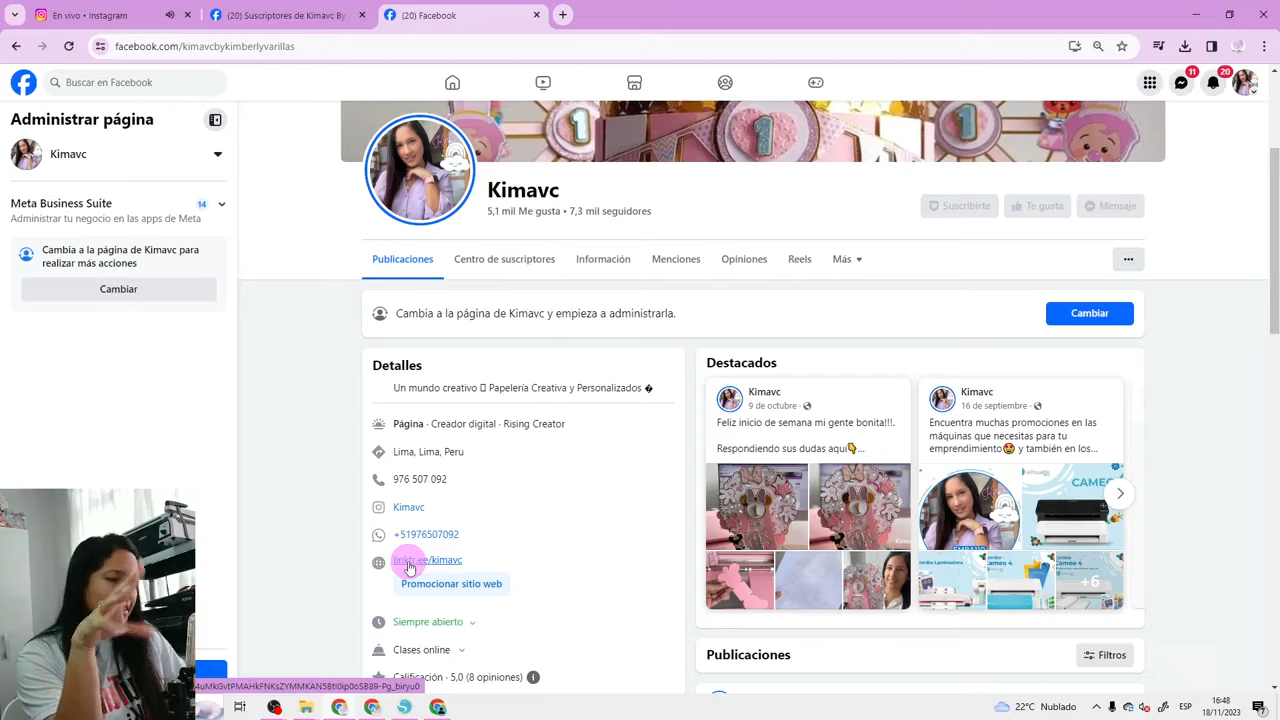 En vivo
(20) Suscriptores de Kimavc By
(20) Facebook
facebook.com/kimavcbykimberlyvarillas
Buscar en Facebook
11
20
Administrar página
Kimavc
Meta Business Suite
14
Administrar tu negocio en las apps de Meta
Cambia a la página de Kimavc para
realizar más acciones
Cambiar
Kimavc
5,1 mil Me gusta • 7,3 mil seguidores
Suscribirte
Te gusta
Mensaje
Publicaciones
Centro de suscriptores
Información
Menciones
Opiniones
Reels
Más
Cambia a la página de Kimavc y empieza a administrarla.
Cambiar
Detalles
Un mundo creativo Papelería Creativa y Personalizados
Página · Creador digital · Rising Creator
Lima, Lima, Peru
976 507 092
Kimavc
+51976507092
linktr.ee/kimavc
Promocionar sitio web
Siempre abierto
Clases online
Calificación · 5,0 (8 opiniones)
Destacados
Kimavc
9 de octubre ·
Feliz inicio de semana mi gente bonita!!!.
Respondiendo sus dudas aquí...
Kimavc
16 de septiembre ·
Encuentra muchas promociones en las
máquinas que necesitas para tu
emprendimiento y también en los...
CAMEO
+6
Publicaciones
Filtros
22°C Nublado
ESP
16:48
18/11/2023